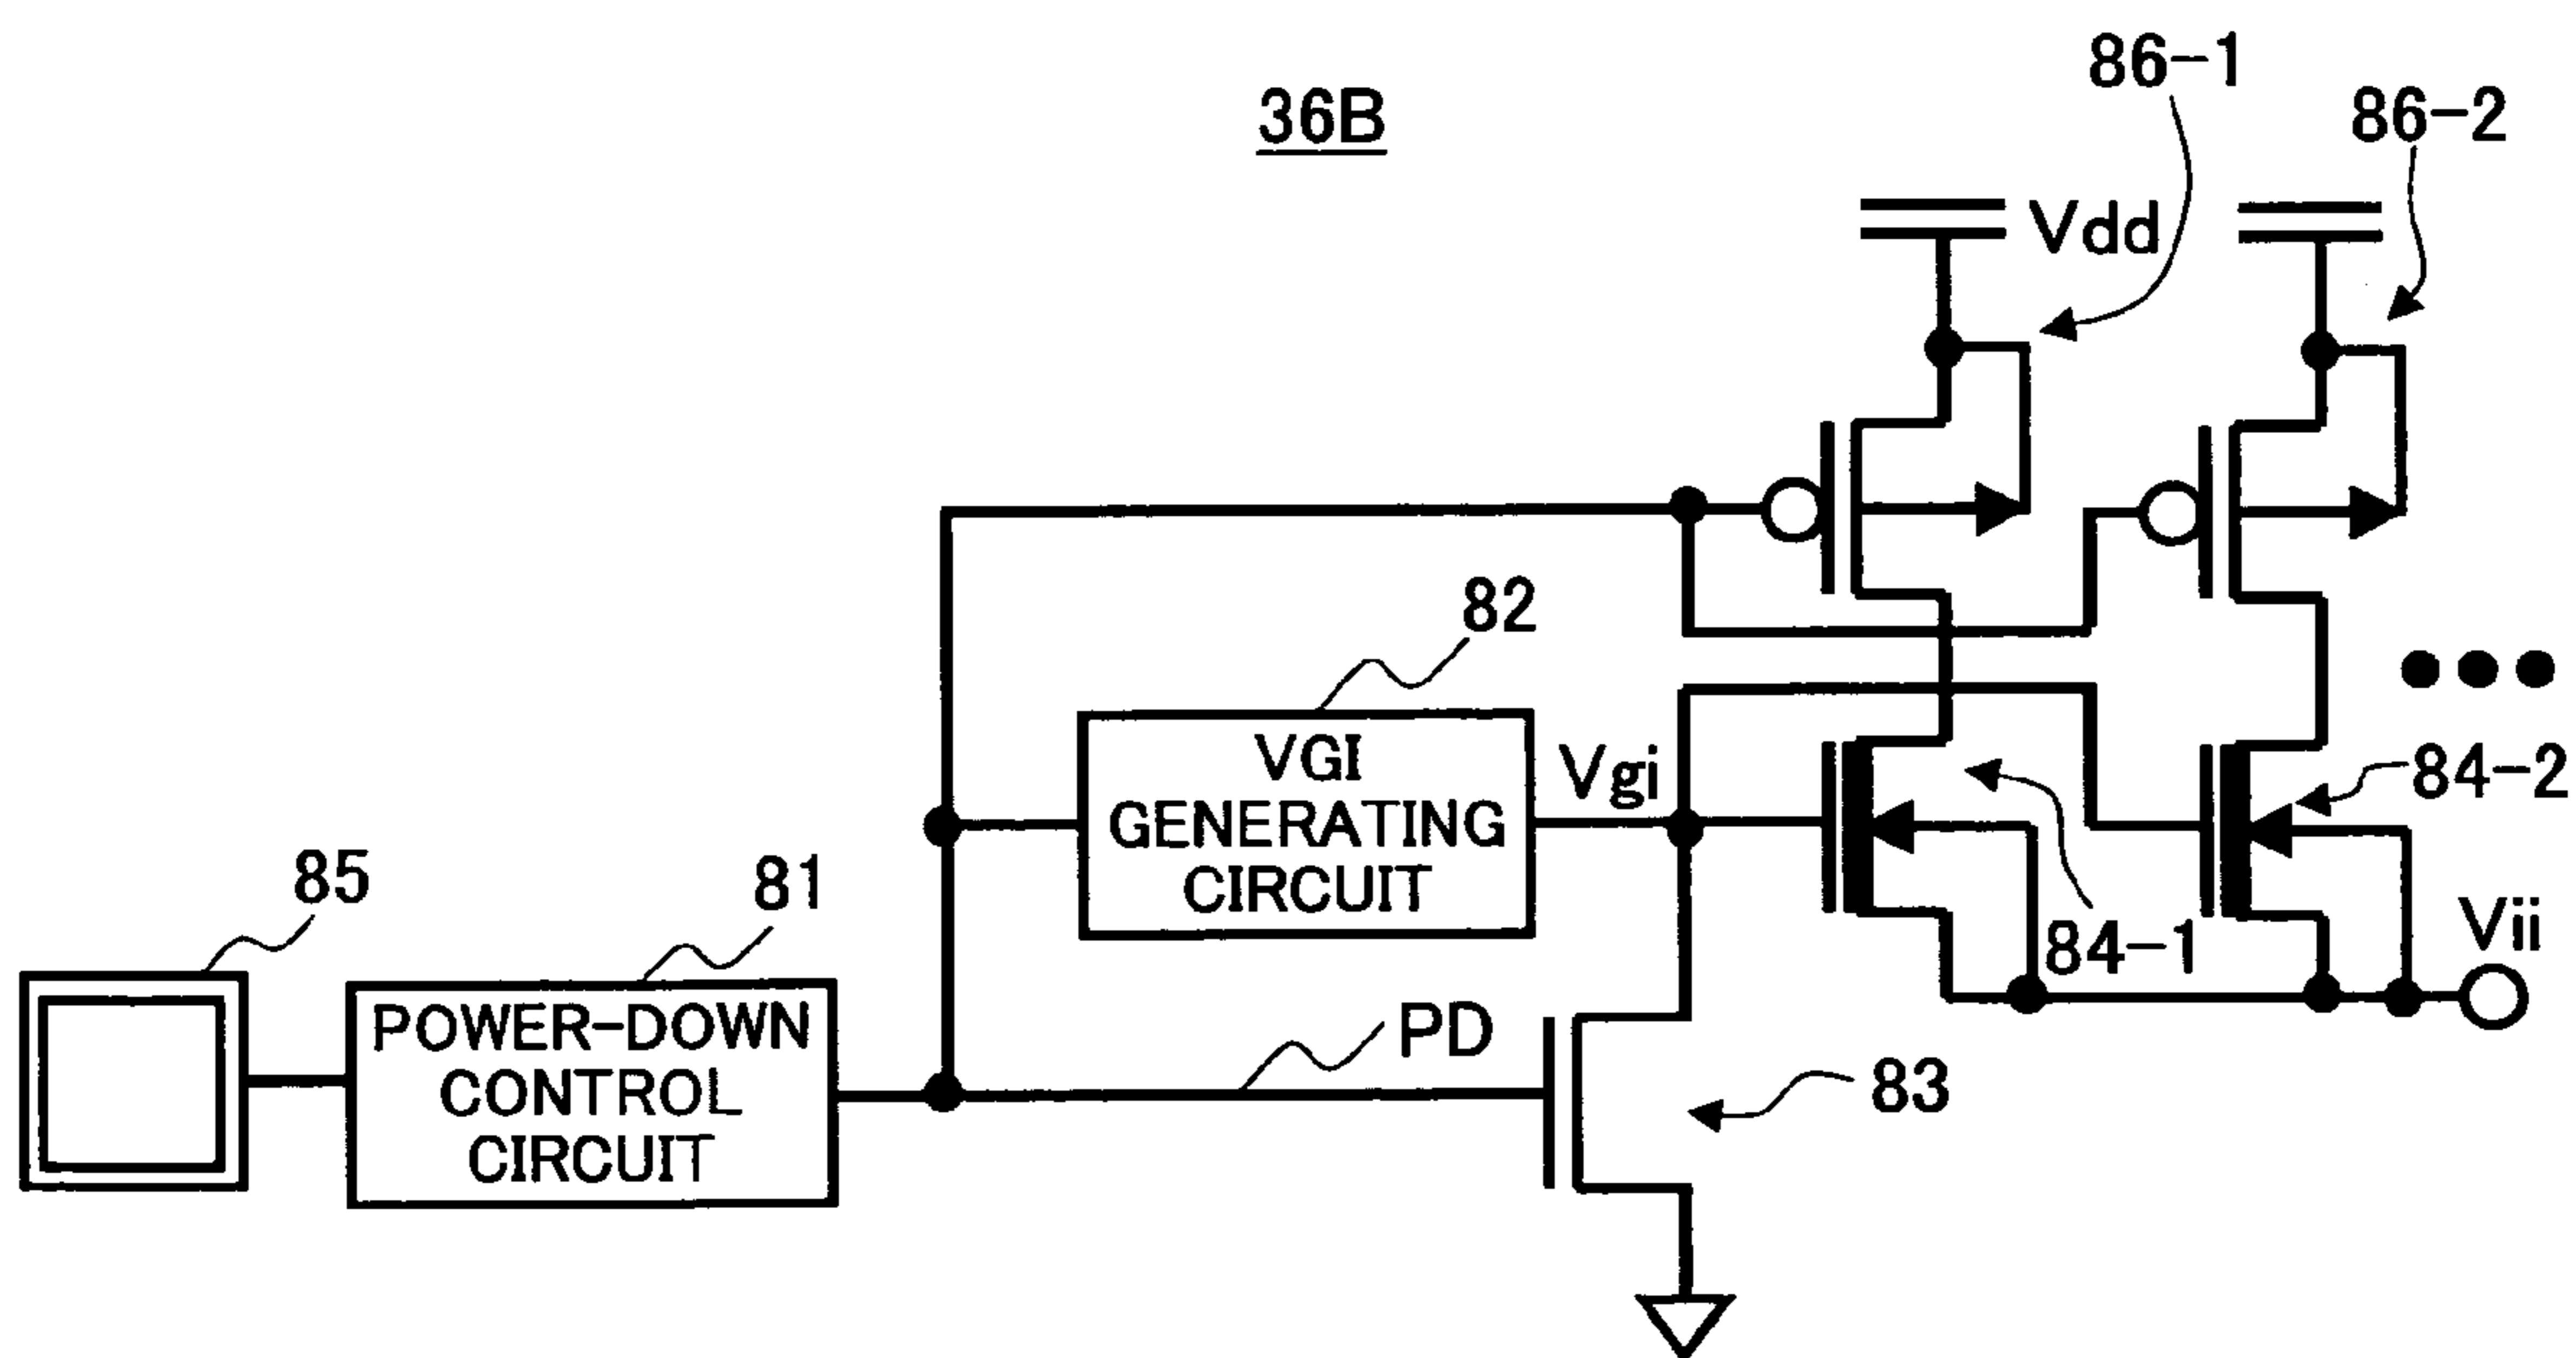 86-1
36B
86-2
Vdd
82
VGI
GENERATING
CIRCUIT
Vgi
84-2
85
81
84-1
Vii
POWER-DOWN
CONTROL
CIRCUIT
PD
83